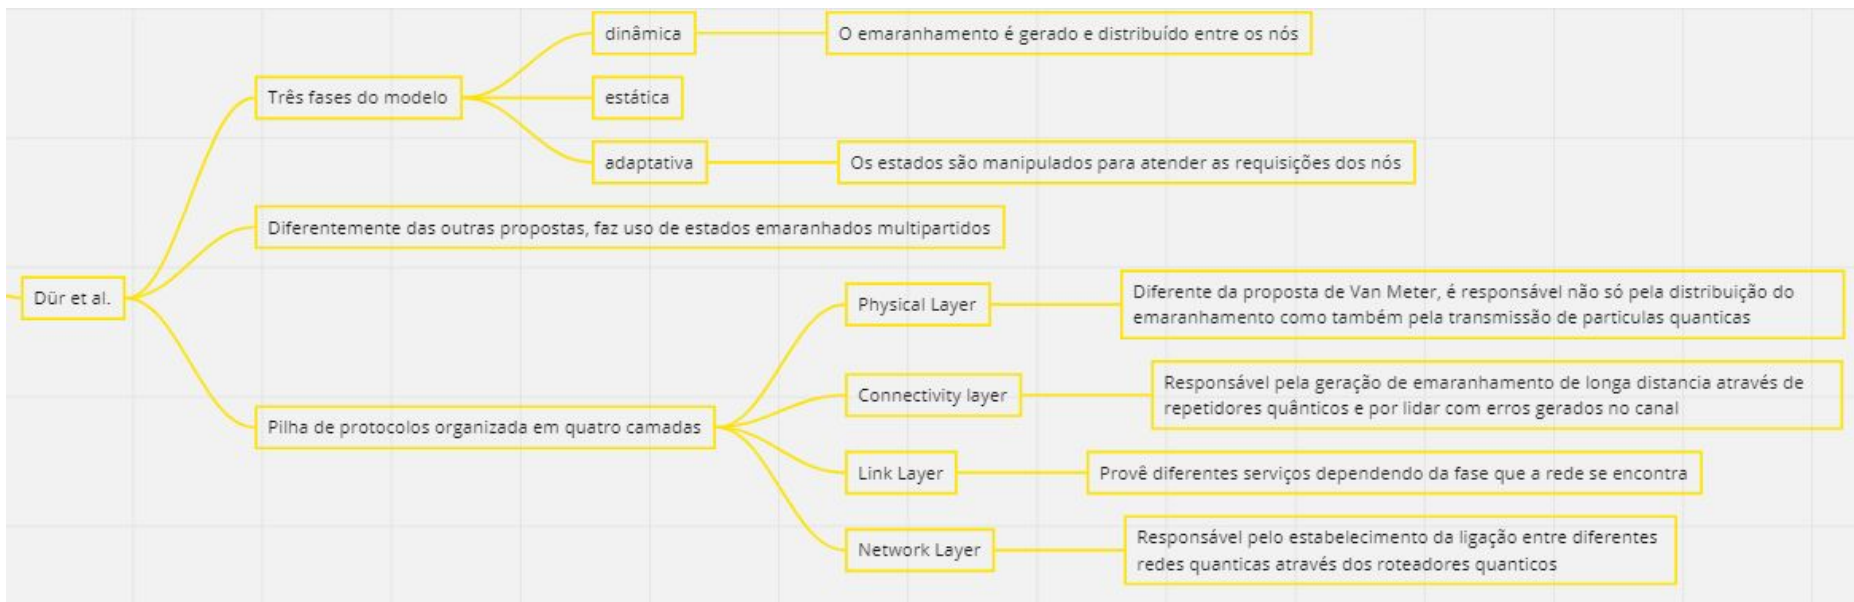 Dür et al.
Três fases do modelo
dinâmica
O emaranhamento é gerado e distribuído entre os nós
estática
adaptativa
Os estados são manipulados para atender as requisições dos nós
Diferentemente das outras propostas, faz uso de estados emaranhados multipartidos
Pilha de protocolos organizada em quatro camadas
Physical Layer
Diferente da proposta de Van Meter, é responsável não só pela distribuição do
emaranhamento como também pela transmissão de particulas quanticas
Connectivity layer
Responsável pela geração de emaranhamento de longa distancia através de
repetidores quânticos e por lidar com erros gerados no canal
Link Layer
Provê diferentes serviços dependendo da fase que a rede se encontra
Network Layer
Responsável pelo estabelecimento da ligação entre diferentes
redes quanticas através dos roteadores quanticos